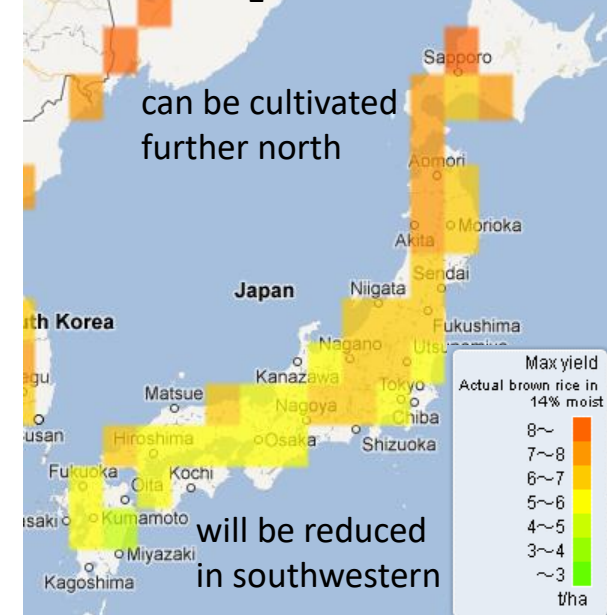 Sapporo
can be cultivated
further north
Aomori
Morioka
Akita
Sendai
Japan
Niigata
th Korea
Fukushima
Nagano
Kanazawa
Max yield
Actual brown rice in
14% moist
egu
Matsue
Tokyo
Nagoya
Chiba
8~
usan
Hiroshima
Osaka
Shizuoka
7~8
6~7
Fukuoka
Oita
Kochi
5~6
4~5
saki
Kumamoto
will be reduced
3~4
Miyazaki
in southwestern
~3
Kagoshima
t/ha